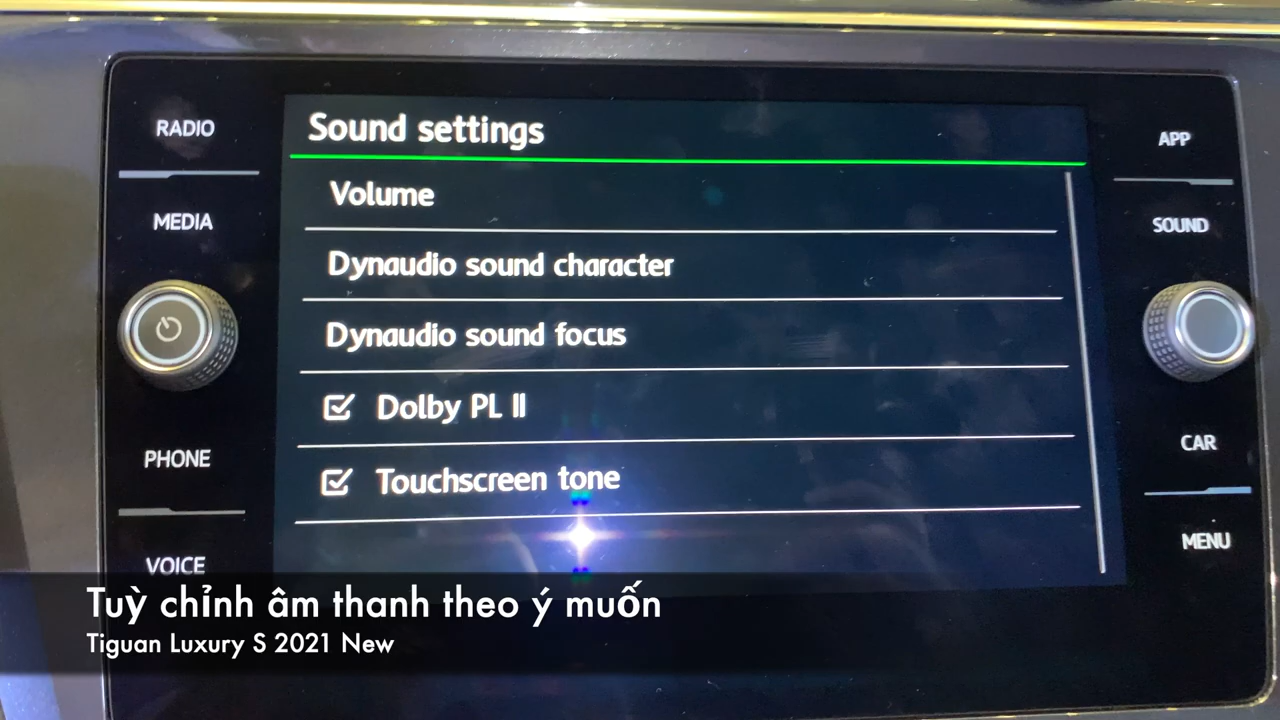 RADIO
MEDIA
PHONE
VOICE
Sound settings
Volume
Dynaudio sound character
Dynaudio sound focus
Dolby PL II
Touchscreen tone
APP
SOUND
CAR
MENU
Tuỳ chỉnh âm thanh theo ý muốn
Tiguan Luxury S 2021 New